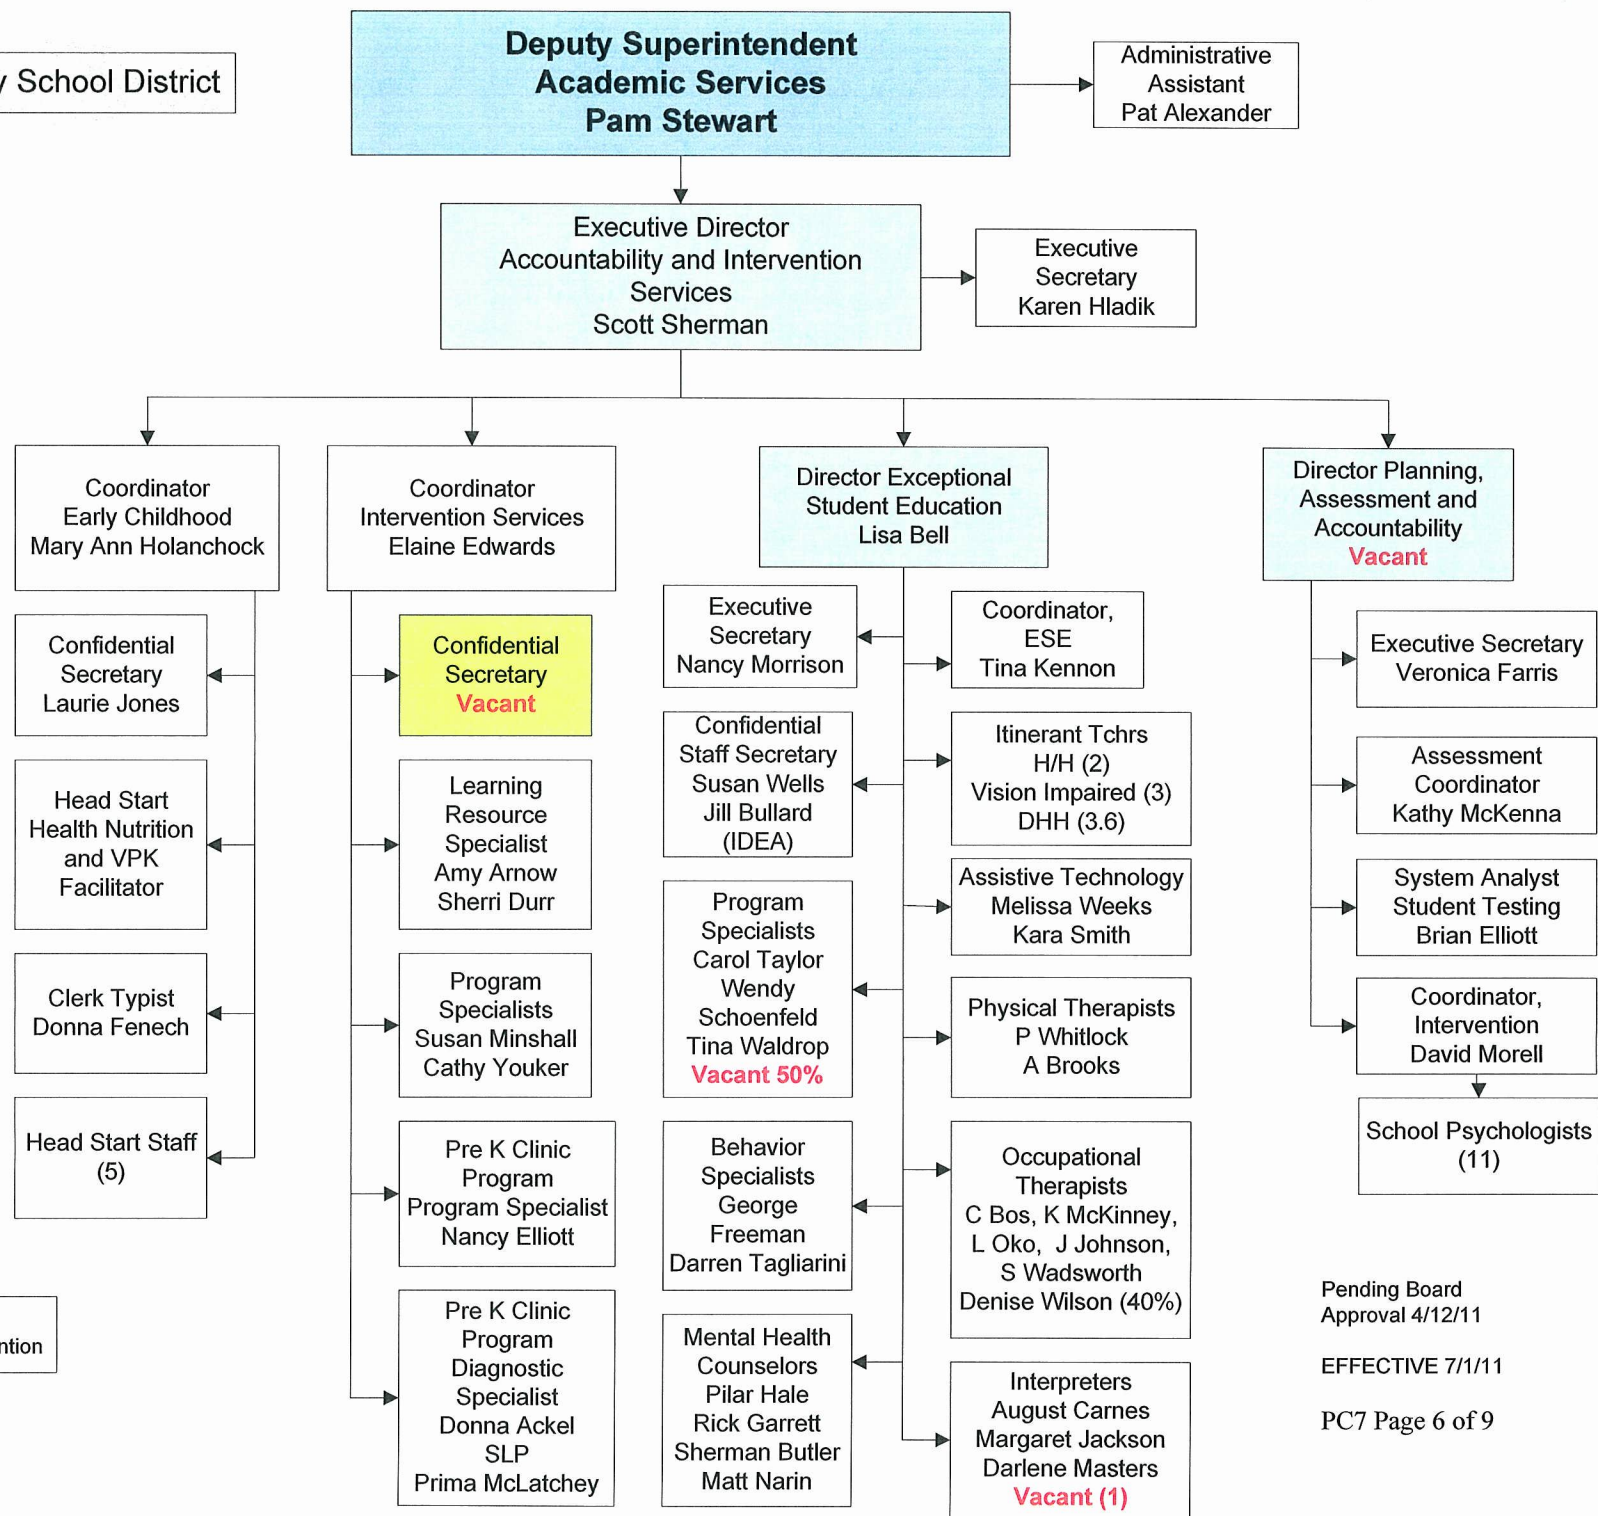 y School District
Deputy Superintendent
Academic Services
Pam Stewart
Administrative
Assistant
Pat Alexander
Executive Director
Accountability and Intervention
Services
Scott Sherman
Executive
Secretary
Karen Hladik
Coordinator
Early Childhood
Mary Ann Holanchock
Confidential
Secretary
Laurie Jones
Head Start
Health Nutrition
and VPK
Facilitator
Clerk Typist
Donna Fenech
Head Start Staff
(5)
ntion
Coordinator
Intervention Services
Elaine Edwards
Confidential
Secretary
Vacant
Learning
Resource
Specialist
Amy Arnow
Sherri Durr
Program
Specialists
Susan Minshall
Cathy Youker
Pre K Clinic
Program
Program Specialist
Nancy Elliott
Pre K Clinic
Program
Diagnostic
Specialist
Donna Ackel
SLP
Prima McLatchey
Director Exceptional
Student Education
Lisa Bell
Executive
Secretary
Nancy Morrison
Confidential
Staff Secretary
Susan Wells
Jill Bullard
(IDEA)
Program
Specialists
Carol Taylor
Wendy
Schoenfeld
Tina Waldrop
Vacant 50%
Behavior
Specialists
George
Freeman
Darren Tagliarini
Mental Health
Counselors
Pilar Hale
Rick Garrett
Sherman Butler
Matt Narin
Coordinator,
ESE
Tina Kennon
Itinerant Tchrs
H/H (2)
Vision Impaired (3)
DHH (3.6)
Assistive Technology
Melissa Weeks
Kara Smith
Physical Therapists
P Whitlock
A Brooks
Occupational
Therapists
C Bos, K McKinney,
L Oko, J Johnson,
S Wadsworth
Denise Wilson (40%)
Interpreters
August Carnes
Margaret Jackson
Darlene Masters
Vacant (1)
Director Planning,
Assessment and
Accountability
Vacant
Executive Secretary
Veronica Farris
Assessment
Coordinator
Kathy McKenna
System Analyst
Student Testing
Brian Elliott
Coordinator,
Intervention
David Morell
School Psychologists
(11)
Pending Board
Approval 4/12/11
EFFECTIVE 7/1/11
PC7 Page 6 of 9